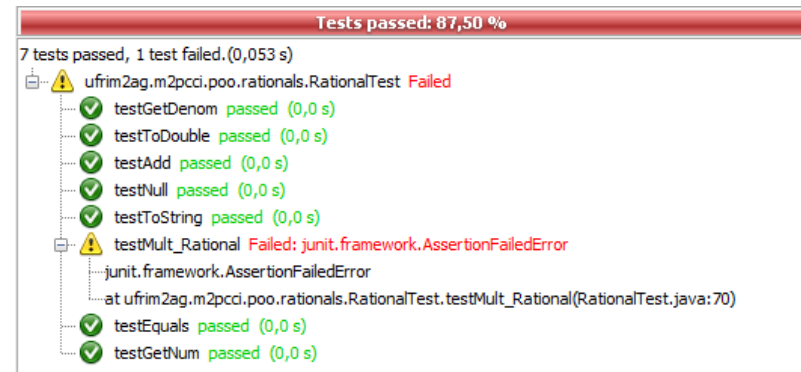 Tests passed: 87,50 %
7 tests passed, 1 test failed.(0,053 s)
ufrim2ag.m2pcci.poo.rationals.RationalTest Failed
testGetDenom passed (0,0 s)
testToDouble passed (0,0 s)
testAdd passed (0,0 s)
testNull passed (0,0 s)
testToString passed (0,0 s)
testMult_Rational Failed: junit.framework.AssertionFailedError
junit.framework.AssertionFailedError
at ufrim2ag.m2pcci.poo.rationals.RationalTest.testMult_Rational(RationalTest.java:70)
testEquals passed (0,0 s)
testGetNum passed (0,0 s)